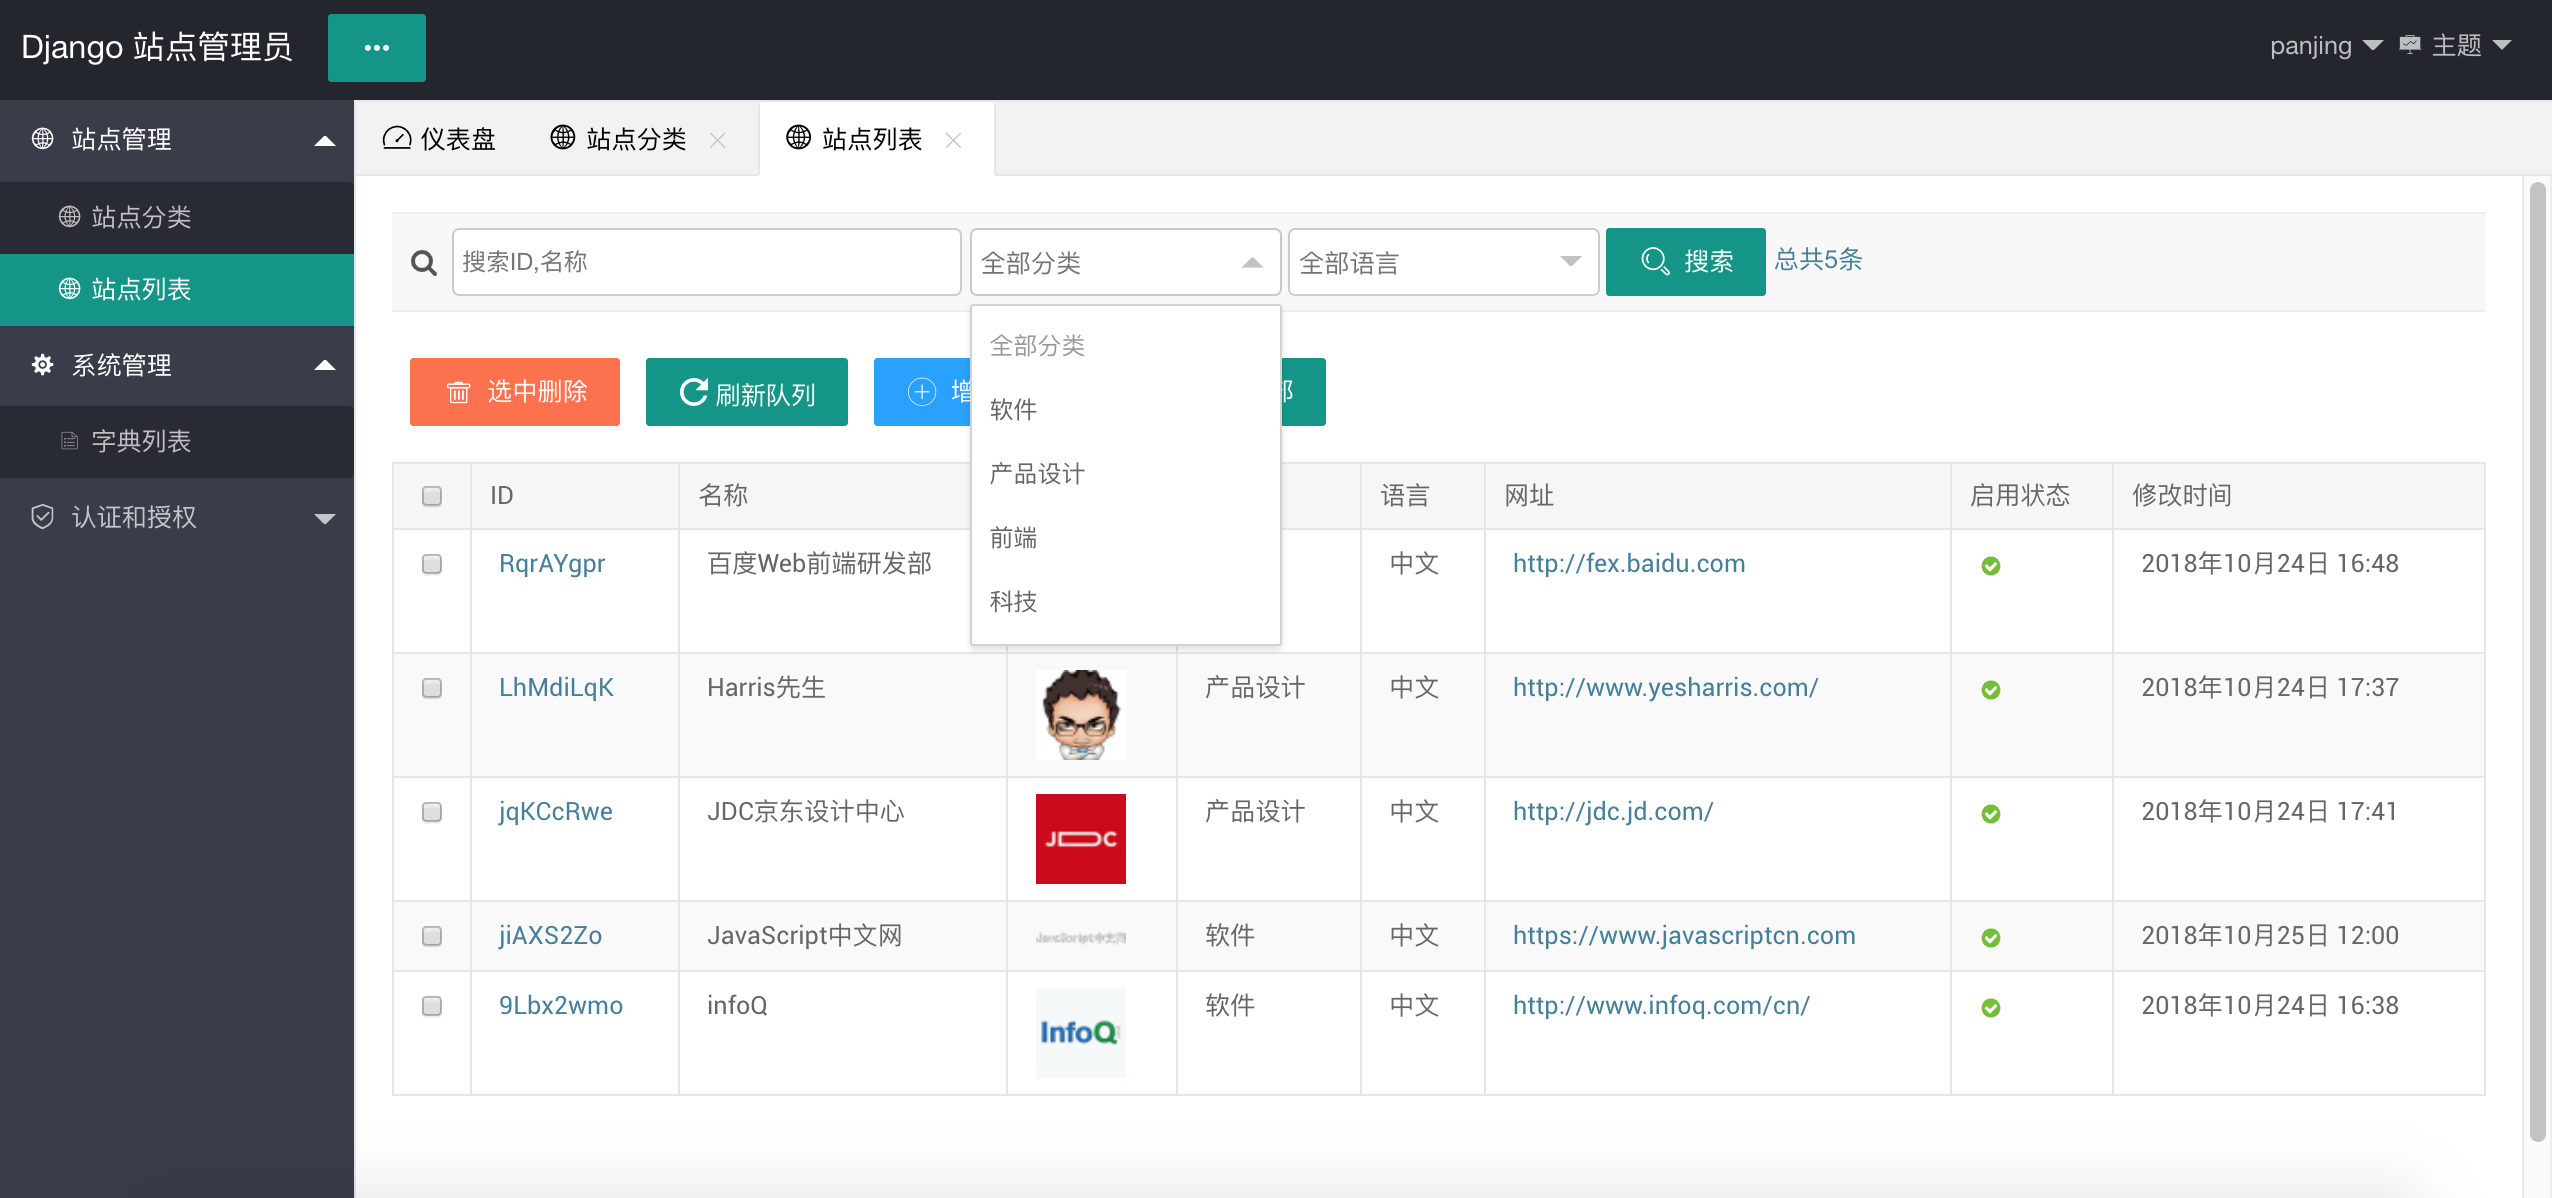 Django 站点管理员
panjing
主题
站点管理
站点分类
站点列表
系统管理
字典列表
认证和授权
仪表盘
站点分类
站点列表
搜索ID,名称
全部分类
全部语言
搜索
总共5条
全部分类
软件
产品设计
前端
科技
选中删除
刷新队列
增
ID 名称 语言 网址 启用状态 修改时间
RqrAYgpr 百度Web前端研发部 中文 http://fex.baidu.com 2018年10月24日 16:48
LhMdiLqK Harris先生 产品设计 中文 http://www.yesharris.com/ 2018年10月24日 17:37
jqKCcRwe JDC京东设计中心 JDC 产品设计 中文 http://jdc.jd.com/ 2018年10月24日 17:41
jiAXS2Zo JavaScript中文网 JavaScript中文网 软件 中文 https://www.javascriptcn.com 2018年10月25日 12:00
9Lbx2wmo infoQ InfoQ 软件 中文 http://www.infoq.com/cn/ 2018年10月24日 16:38